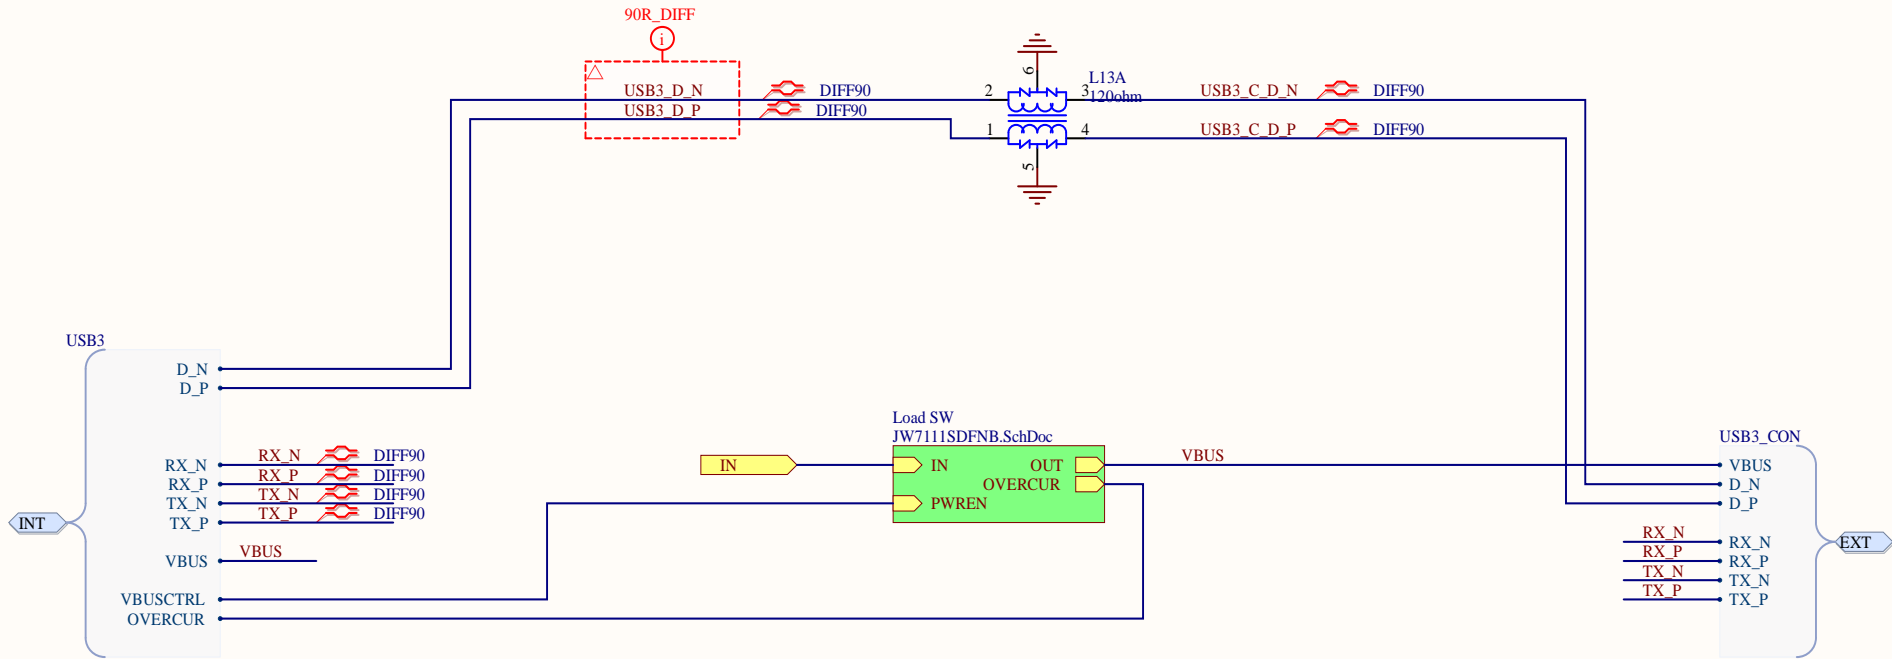 90R_DIFF
i
USB3_D_N
DIFF90
USB3_D_P
DIFF90
6
L13A
120ohm
2
3
1
4
5
USB3_C_D_N
DIFF90
USB3_C_D_P
DIFF90
USB3
D_N
D_P
RX_N
RX_N
DIFF90
RX_P
RX_P
DIFF90
TX_N
TX_N
DIFF90
TX_P
TX_P
DIFF90
INT
VBUS
VBUS
VBUSCTRL
OVERCUR
Load SW
JW7111SDFNB.SchDoc
IN
IN
OUT
OVERCUR
PWREN
VBUS
USB3_CON
VBUS
D_N
D_P
RX_N
RX_N
RX_P
RX_P
TX_N
TX_N
TX_P
TX_P
EXT